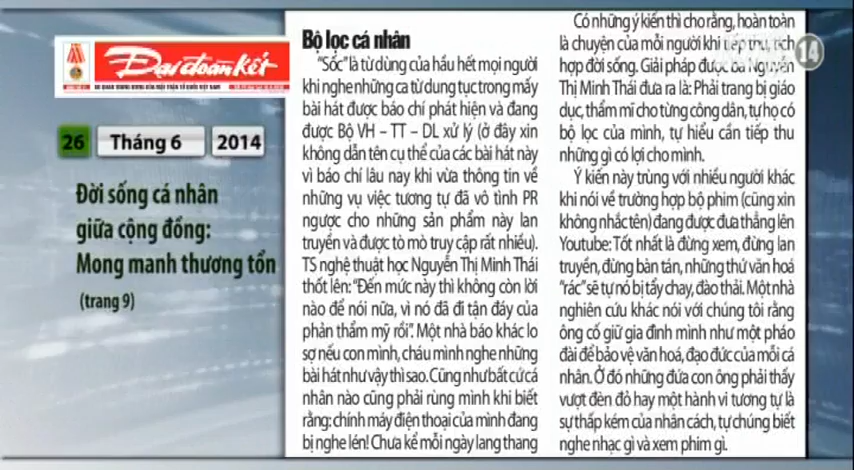 Đại đoàn kết
26
Tháng 6
2014
Đời sống cá nhân
giữa cộng đồng:
Mong manh thương tổn
(trang 9)
Bộ lọc cá nhân
"Sốc" là từ dùng của hầu hết mọi người
khi nghe những ca từ dung tục trong mấy
bài hát được báo chí phát hiện và đang
được Bộ VH – TT – DL xử lý (ở đây xin
không dẫn tên cụ thể của các bài hát này
vì báo chí lâu nay khi vừa thông tin về
những vụ việc tương tự đã vô tình PR
ngược cho những sản phẩm này lan
truyền và được tò mò truy cập rất nhiều).
TS nghệ thuật học Nguyễn Thị Minh Thái
thốt lên: "Đến mức này thì không còn lời
nào để nói nữa, vì nó đã đi tận đáy của
phản thẩm mỹ rồi". Một nhà báo khác lo
sợ nếu con mình, cháu mình nghe những
bài hát như vậy thì sao. Cũng như bất cứ cá
nhân nào cũng phải rùng mình khi biết
rằng: chính máy điện thoại của mình đang
bị nghe lén! Chưa kể mỗi ngày lang thang
Có những ý kiến thì cho rằng, hoàn toàn
là chuyện của mỗi người khi tiếp thu, tích
hợp đời sống. Giải pháp được bà Nguyễn
Thị Minh Thái đưa ra là: Phải trang bị giáo
dục, thẩm mĩ cho từng công dân, tự họ có
bộ lọc của mình, tự hiểu cần tiếp thu
những gì có lợi cho mình.
Ý kiến này trùng với nhiều người khác
khi nói về trường hợp bộ phim (cũng xin
không nhắc tên) đang được đưa thẳng lên
Youtube: Tốt nhất là đừng xem, đừng lan
truyền, đừng bàn tán, những thứ văn hoá
"rác" sẽ tự nó bị tẩy chay, đào thải. Một nhà
nghiên cứu khác nói với chúng tôi rằng
ông cố giữ gia đình mình như một pháo
đài để bảo vệ văn hoá, đạo đức của mỗi cá
nhân. Ở đó những đứa con ông phải thấy
vượt đèn đỏ hay một hành vi tương tự là
sự thấp kém của nhân cách, tự chúng biết
nghe nhạc gì và xem phim gì.
14